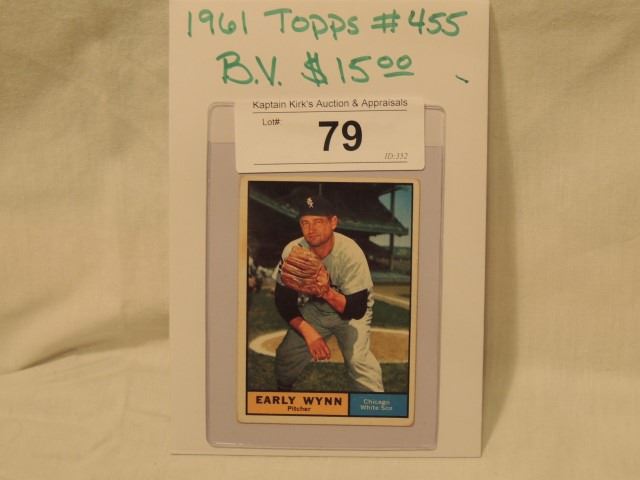 1961 TOPPS #455
B.V. $15.00
Kaptain Kirk's Auction & Appraisals
Lot#: 79
ID:352
EARLY WYNN
Pitcher
Chicago
White Sox